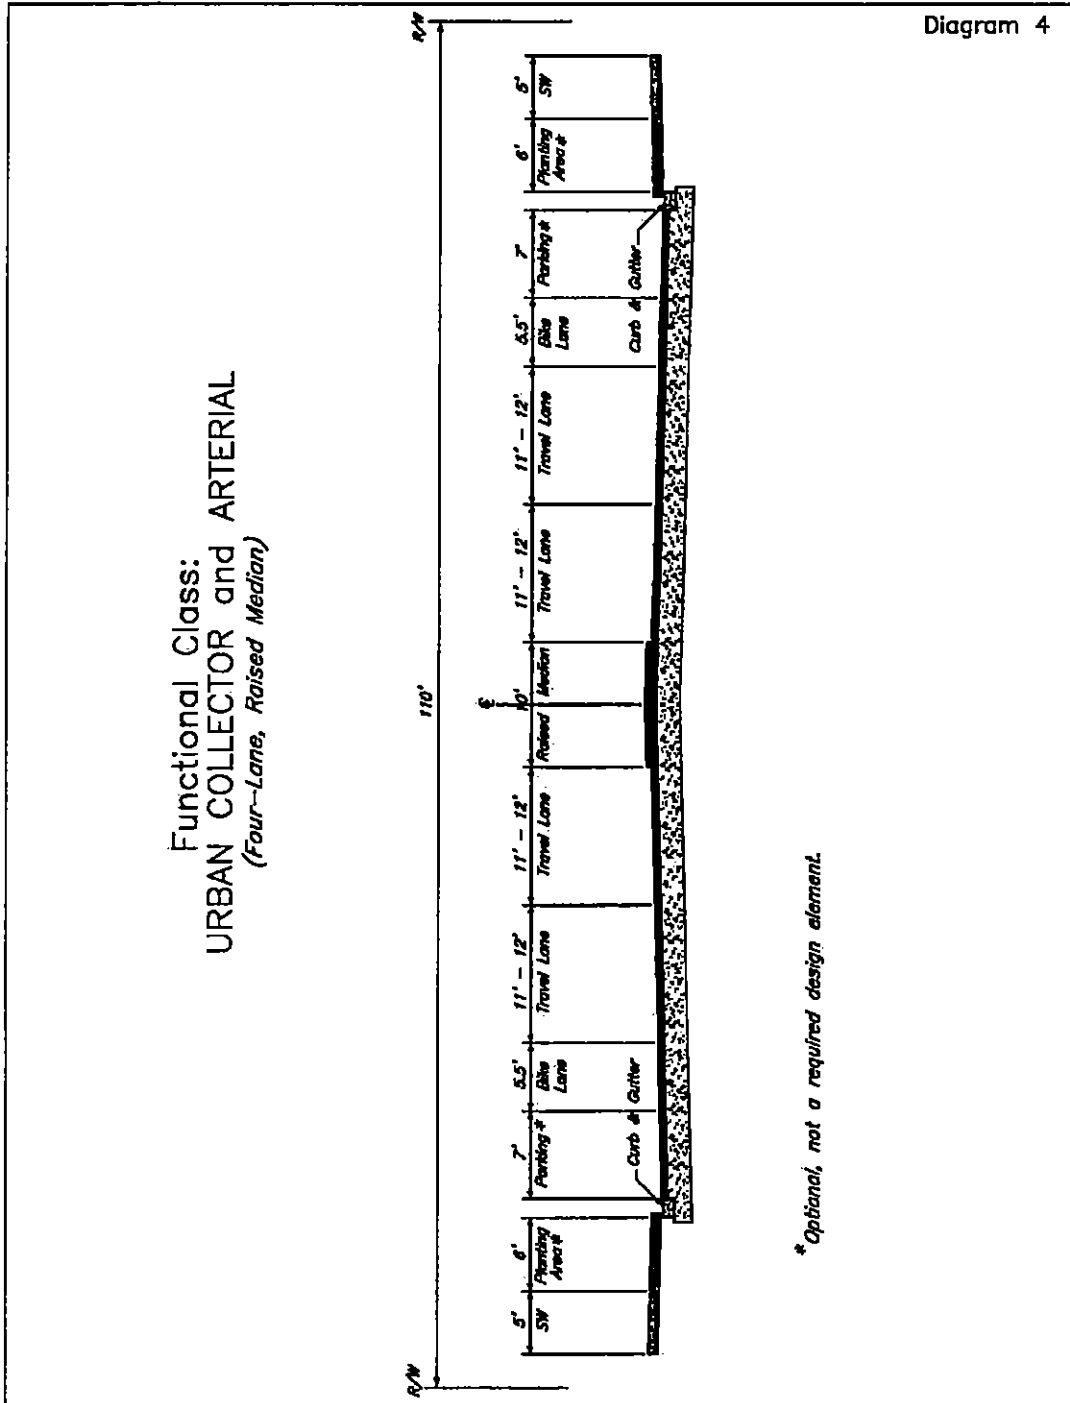 Diagram 4
Functional Class:
URBAN COLLECTOR and ARTERIAL
(Four-Lane, Raised Median)
R/W
110'
R/W
5'
SW
6'
Planting
Area*
7'
Parking*
5.5'
Bike
Lane
11' - 12'
Travel Lane
11' - 12'
Travel Lane
℄
10'
Raised Median
11' - 12'
Travel Lane
11' - 12'
Travel Lane
5.5'
Bike
Lane
7'
Parking*
6'
Planting
Area*
5'
SW
Curb & Gutter
Curb & Gutter
*Optional, not a required design element.